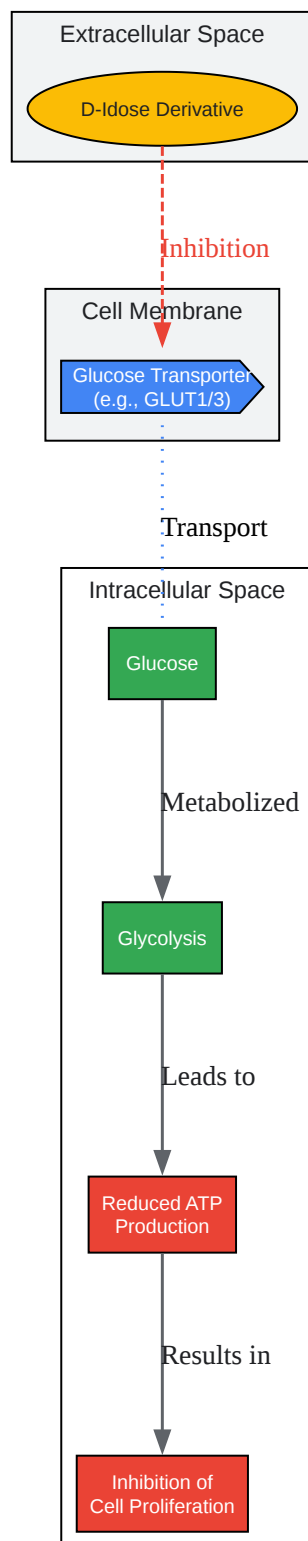 Extracellular Space
D-Idose Derivative
Inhibition
Cell Membrane
Glucose Transporter
(e.g., GLUT1/3)
Transport
Intracellular Space
Glucose
Metabolized
Glycolysis
Leads to
Reduced ATP
Production
Results in
Inhibition of
Cell Proliferation